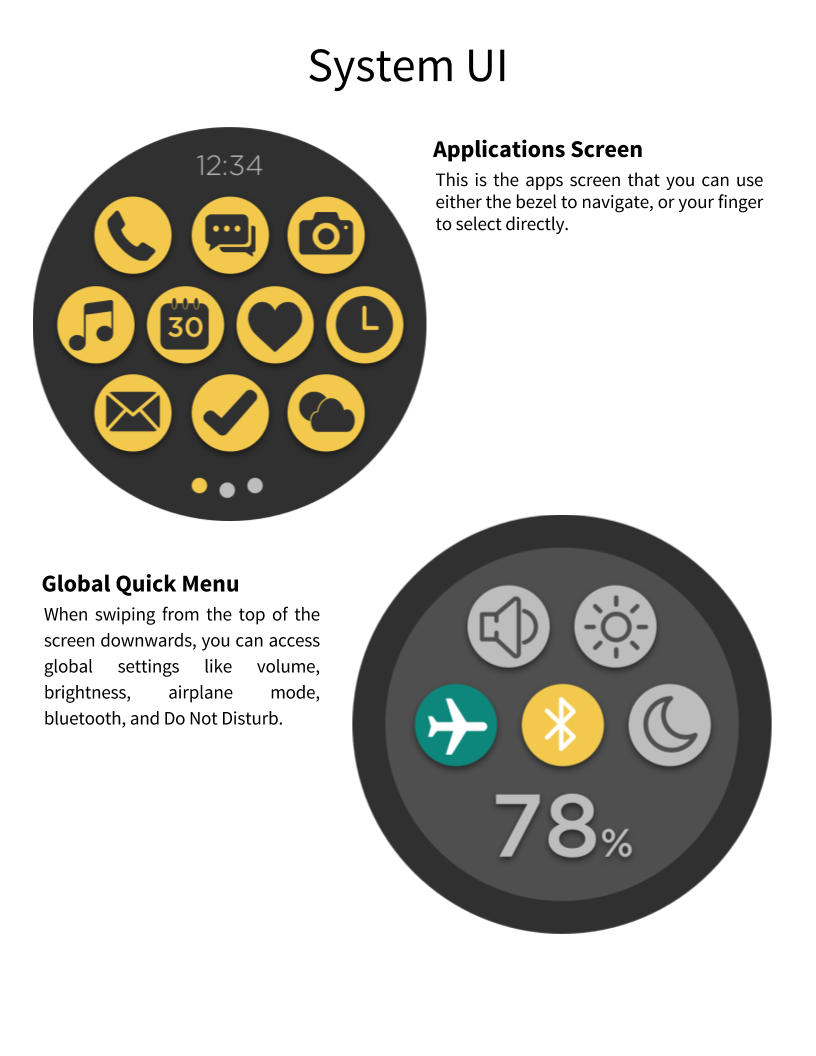 System UI
12:34
30
Applications Screen
This is the apps screen that you can use
either the bezel to navigate, or your finger
to select directly.
Global Quick Menu
When swiping from the top of the
screen downwards, you can access
global settings like volume,
brightness, airplane mode,
bluetooth, and Do Not Disturb.
78%